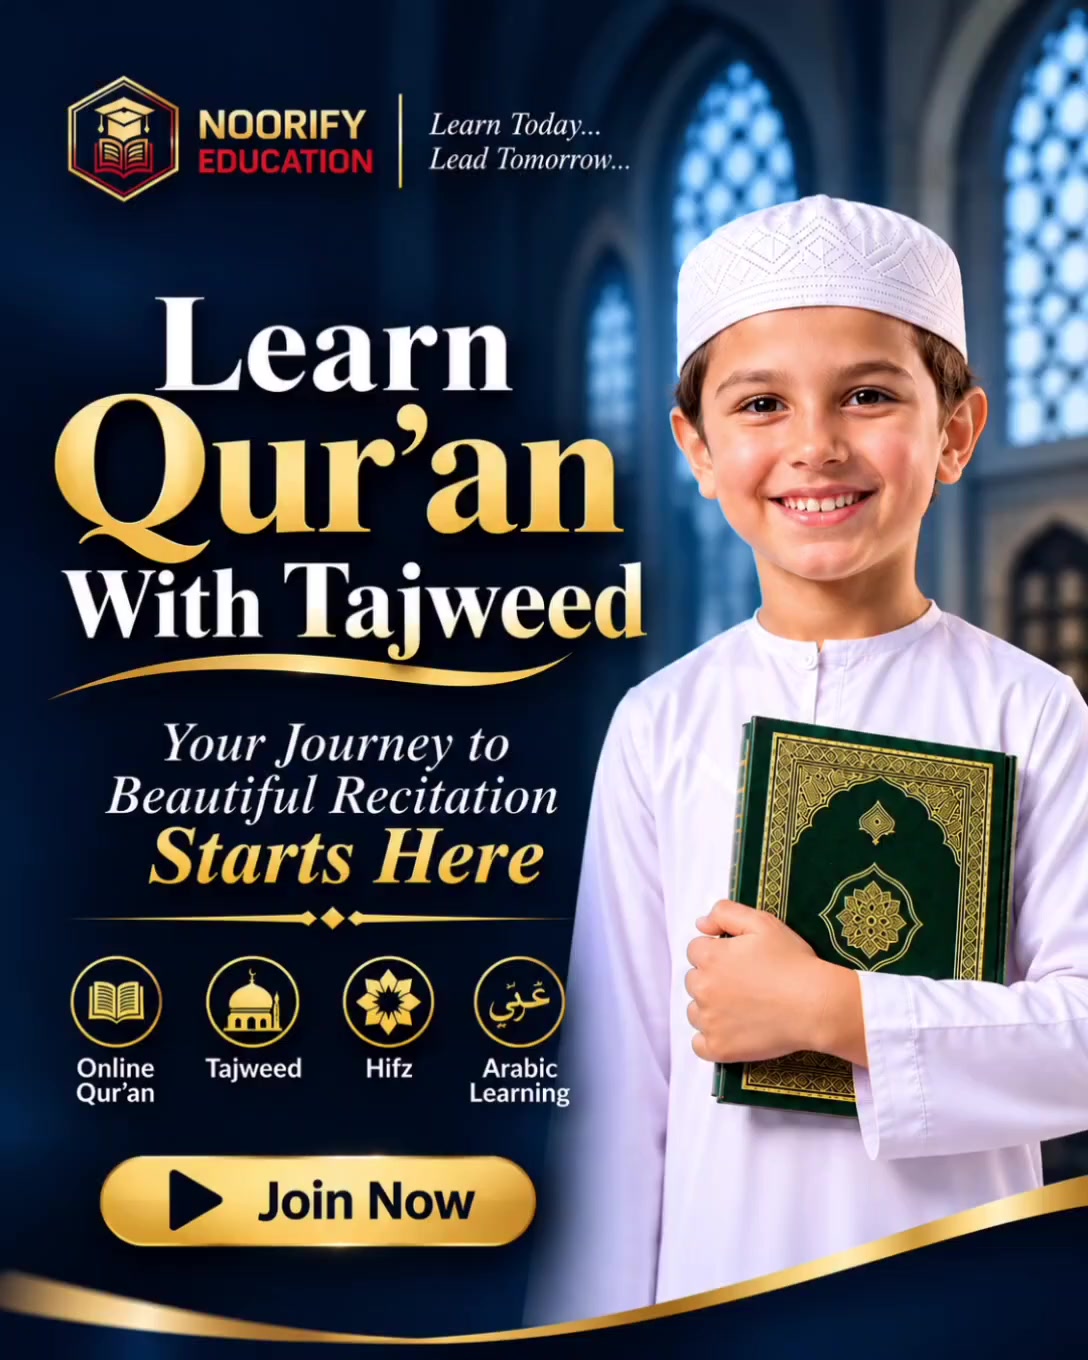 NOORIFY
EDUCATION
Learn Today...
Lead Tomorrow...
Learn
Qur’an
With Tajweed
Your Journey to
Beautiful Recitation
Starts Here
Online
Qur’an
Tajweed
Hifz
عربي
Arabic
Learning
Join Now